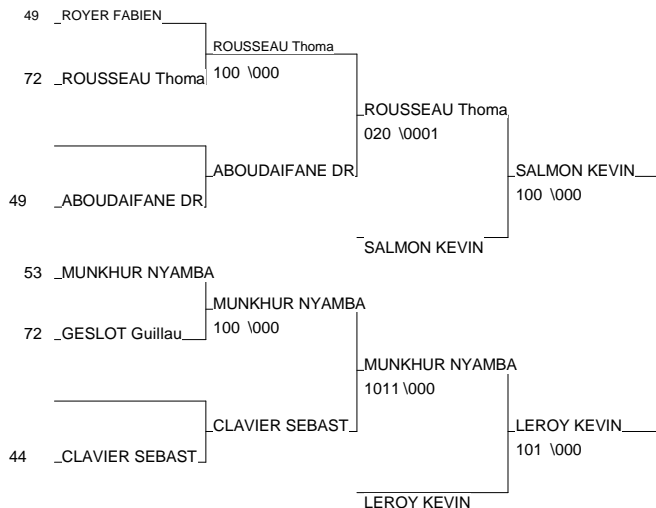 49 ROYER FABIEN
ROUSSEAU Thoma
72 ROUSSEAU Thoma 100 \000
ROUSSEAU Thoma
020 \0001
ABOUDAIFANE DR
SALMON KEVIN
100 \000
49 ABOUDAIFANE DR
SALMON KEVIN
53 MUNKHUR NYAMBA
MUNKHUR NYAMBA
100 \000
72 GESLOT Guillau
MUNKHUR NYAMBA
1011 \000
CLAVIER SEBAST
LEROY KEVIN
101 \000
44 CLAVIER SEBAST
LEROY KEVIN